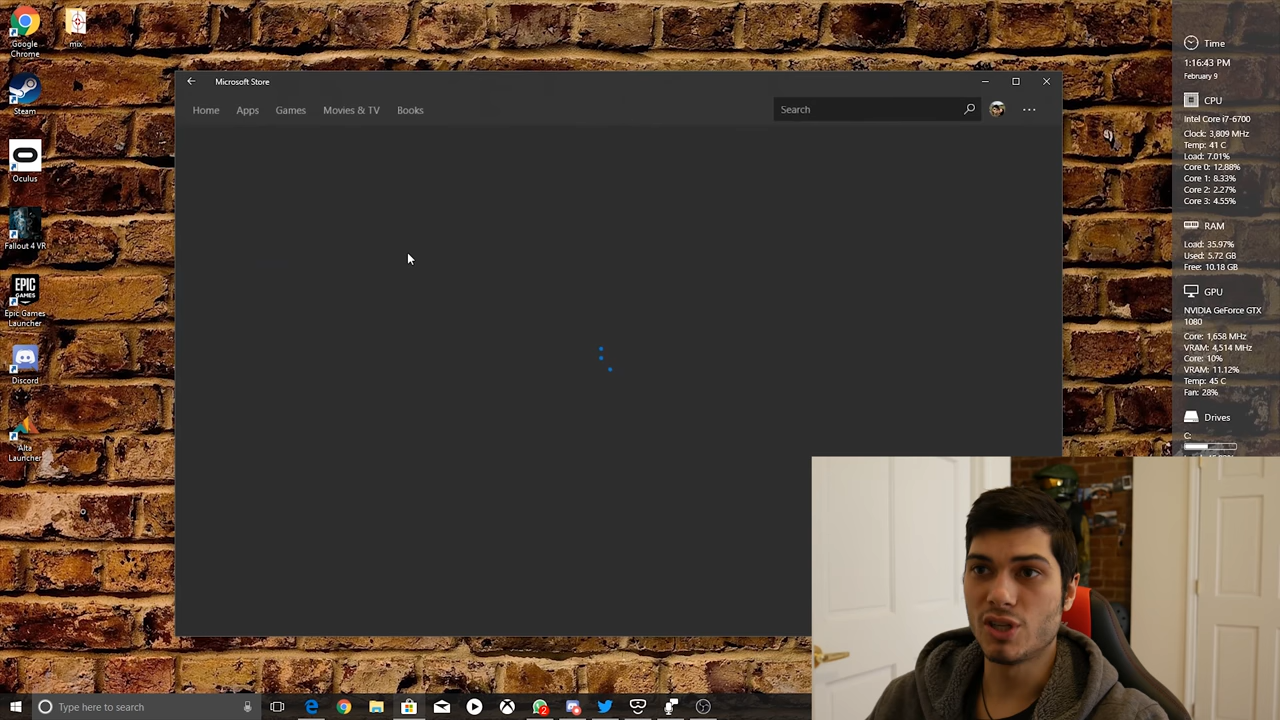 Google
Chrome
mix
Steam
Oculus
Fallout 4 VR
EPIC
GAMES
Epic Games
Launcher
Discord
Alta
Launcher
Microsoft Store
Home Apps Games Movies & TV Books
Search
Time
1:16:43 PM
February 9
CPU
Intel Core i7-6700
Clock: 3,809 MHz
Temp: 41 C
Load: 7.01%
Core 0: 12.88%
Core 1: 8.33%
Core 2: 2.27%
Core 3: 4.55%
RAM
Load: 35.97%
Used: 5.72 GB
Free: 10.18 GB
GPU
NVIDIA GeForce GTX
1080
Core: 1,658 MHz
VRAM: 4,514 MHz
Core: 10%
VRAM: 11.12%
Temp: 45 C
Fan: 28%
Drives
C:
Type here to search
2